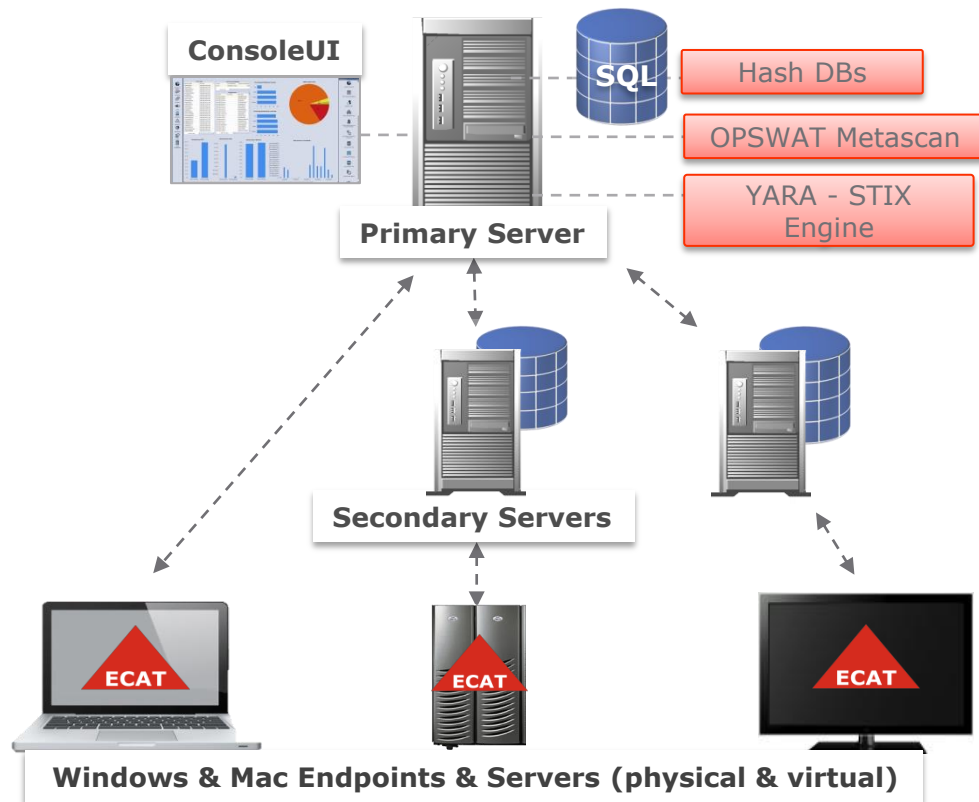 ConsoleUI
SQL
Hash DBs
OPSWAT Metascan
YARA - STIX
Engine
Primary Server
Secondary Servers
ECAT
ECAT
ECAT
Windows & Mac Endpoints & Servers (physical & virtual)